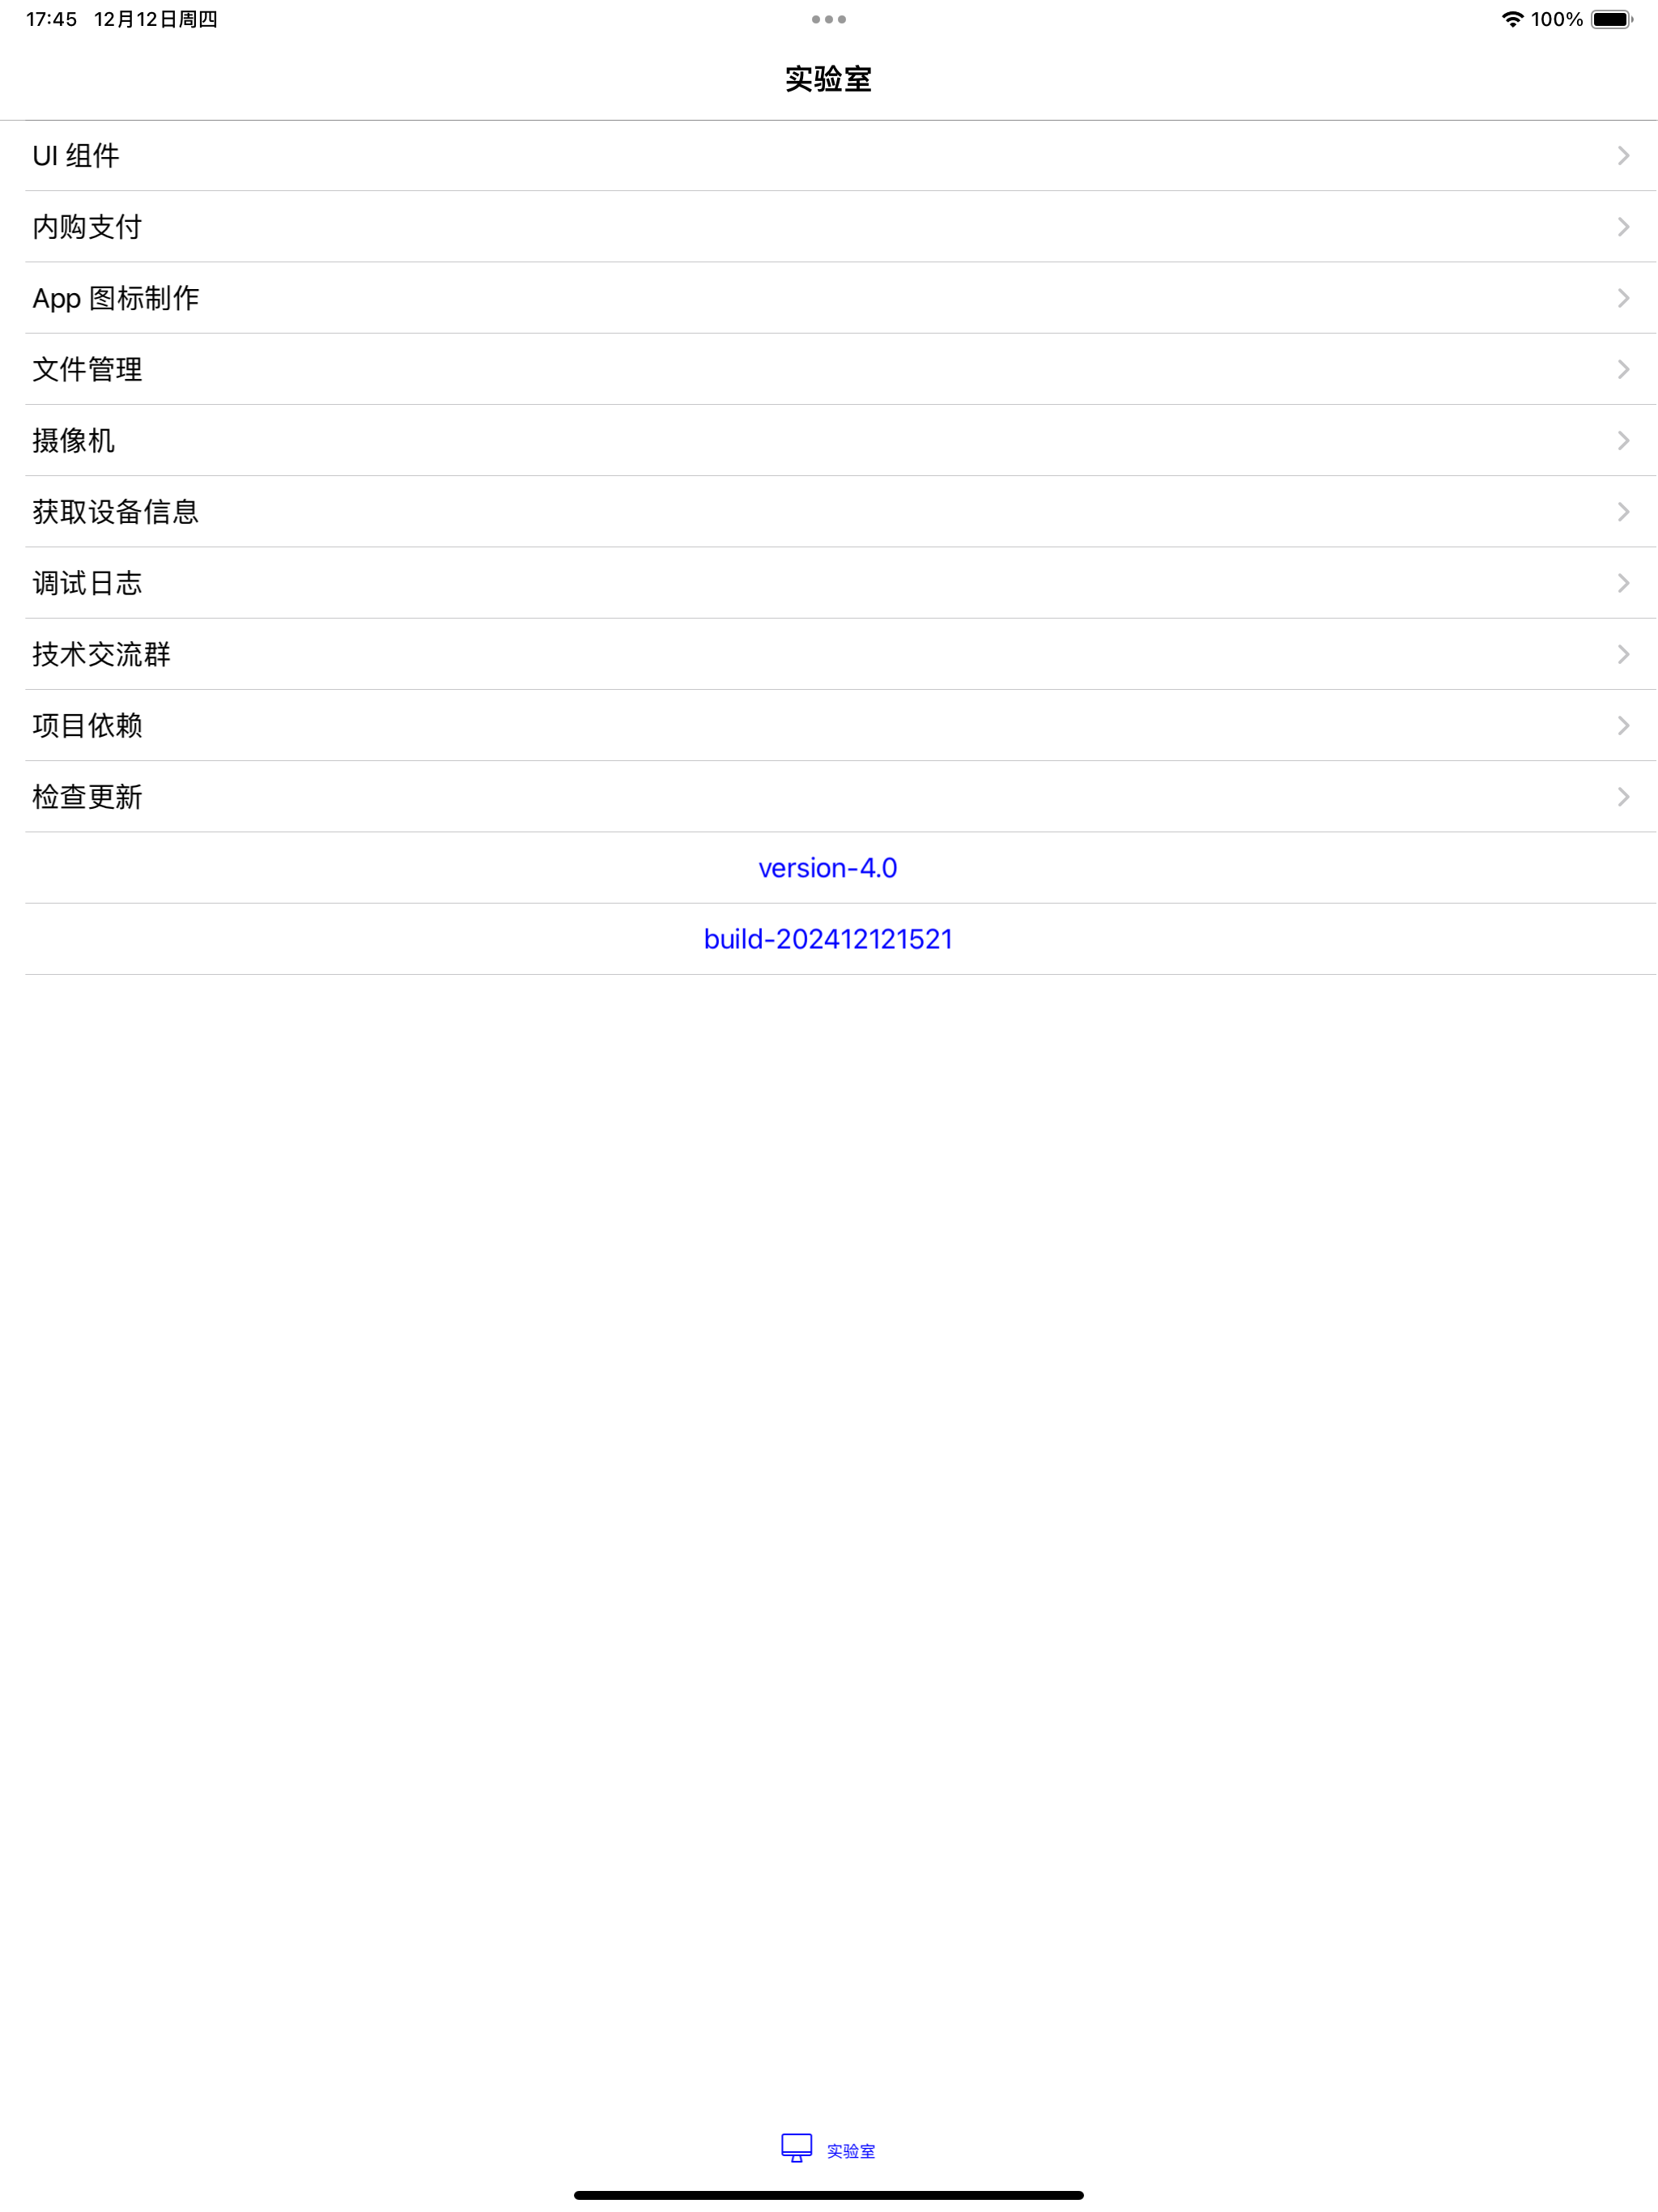 17:45 12月12日周四 100%
实验室
UI 组件
内购支付
App 图标制作
文件管理
摄像机
获取设备信息
调试日志
技术交流群
项目依赖
检查更新
version-4.0
build-202412121521
实验室